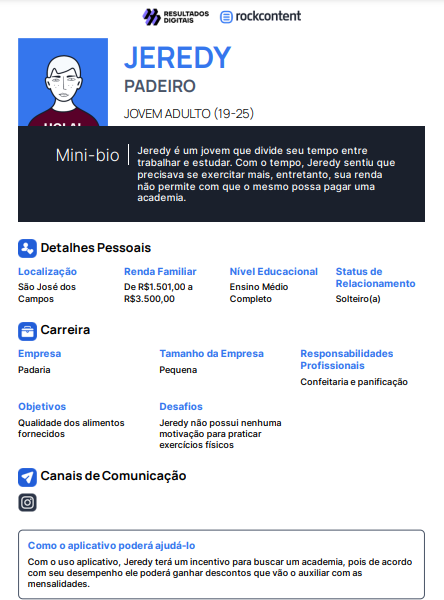 RESULTADOS
DIGITAIS
rockcontent
JEREDY
PADEIRO
JOVEM ADULTO (19-25)
Mini-bio
Jeredy é um jovem que divide seu tempo entre
trabalhar e estudar. Com o tempo, Jeredy sentiu que
precisava se exercitar mais, entretanto, sua renda
não permite com que o mesmo possa pagar uma
academia.
Detalhes Pessoais
Localização
São José dos
Campos
Renda Familiar
De R$1.501,00 a
R$3.500,00
Nível Educacional
Ensino Médio
Completo
Status de
Relacionamento
Solteiro(a)
Carreira
Empresa
Padaria
Tamanho da Empresa
Pequena
Responsabilidades
Profissionais
Confeitaria e panificação
Objetivos
Qualidade dos alimentos
fornecidos
Desafios
Jeredy não possui nenhuma
motivação para praticar
exercícios físicos
Canais de Comunicação
Como o aplicativo poderá ajudá-lo
Com o uso aplicativo, Jeredy terá um incentivo para buscar um academia, pois de acordo
com seu desempenho ele poderá ganhar descontos que vão o auxiliar com as
mensalidades.